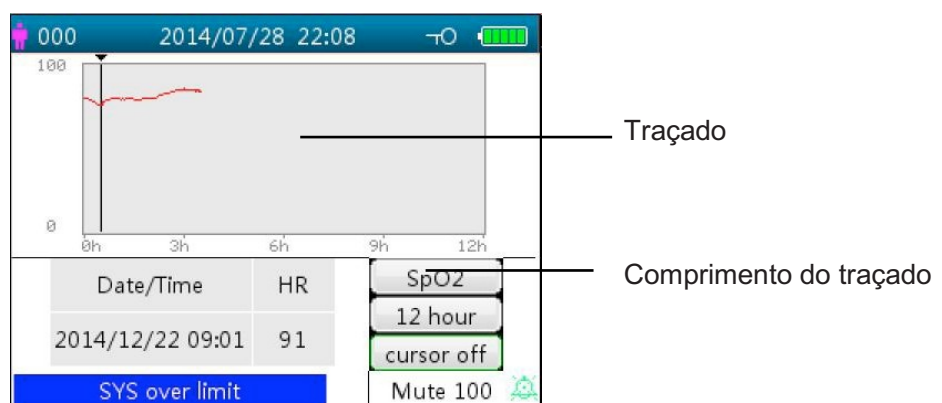 000 2014/07/28 22:08
100
Traçado
0
0h 3h 6h 9h 12h
Comprimento do traçado
Date/Time HR SpO2
12 hour
2014/12/22 09:01 91
cursor off
SYS over limit Mute 100